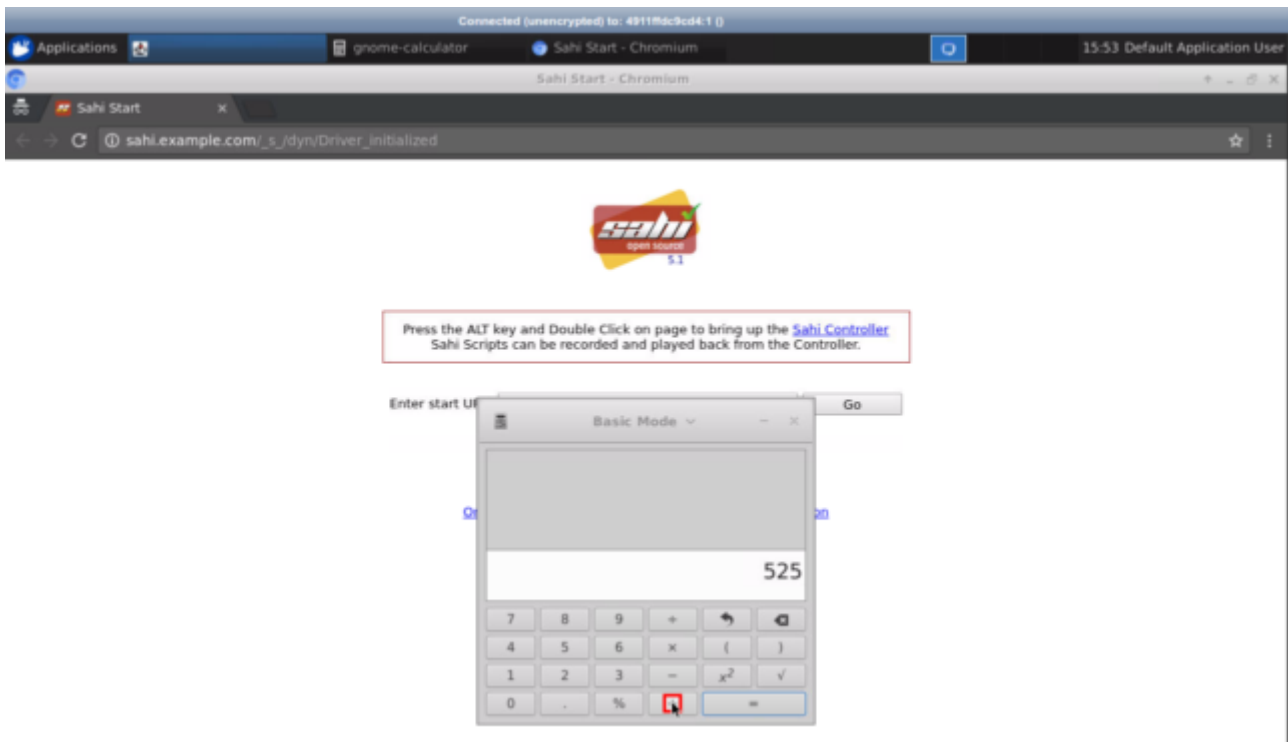 Connected (unencrypted) to: 4911ffdc9cd4:1 ()
Applications gnome-calculator Sahi Start - Chromium 15:53 Default Application User
Sahi Start - Chromium
Sahi Start ×
sahi.example.com/_s_/dyn/Driver_initialized
sahi
open source
5.1
Press the ALT key and Double Click on page to bring up the Sahi Controller
Sahi Scripts can be recorded and played back from the Controller.
Enter start U Go
Basic Mode
525
7 8 9 ÷
4 5 6 × ( )
1 2 3 − x² √
0 . % =